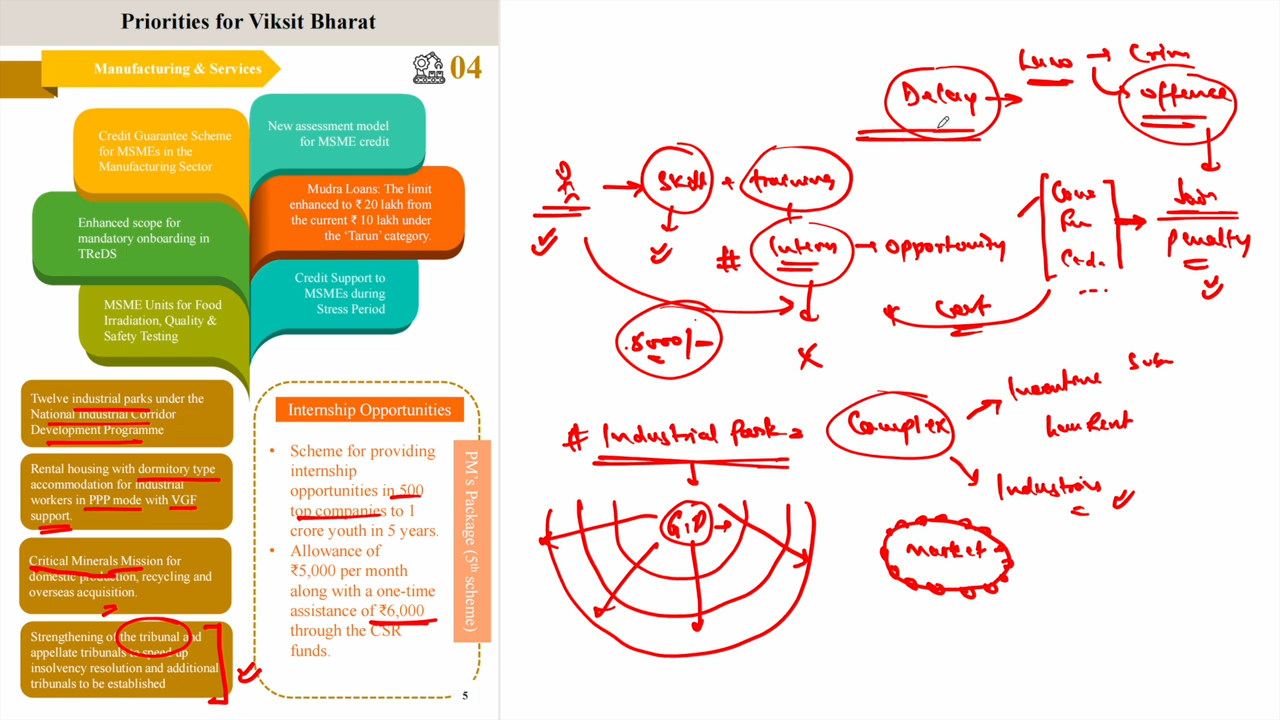 Priorities for Viksit Bharat
Manufacturing & Services
04
Credit Guarantee Scheme
for MSMEs in the
Manufacturing Sector
New assessment model
for MSME credit
Mudra Loans: The limit
enhanced to ₹ 20 lakh from
the current ₹ 10 lakh under
the ‘Tarun’ category.
Enhanced scope for
mandatory onboarding in
TReDS
Credit Support to
MSMEs during
Stress Period
MSME Units for Food
Irradiation, Quality &
Safety Testing
Twelve industrial parks under the
National Industrial Corridor
Development Programme
Rental housing with dormitory type
accommodation for industrial
workers in PPP mode with VGF
support.
Critical Minerals Mission for
domestic production, recycling and
overseas acquisition.
Strengthening of the tribunal and
appellate tribunals to speed up
insolvency resolution and additional
tribunals to be established
Internship Opportunities
• Scheme for providing
internship
opportunities in 500
top companies to 1
crore youth in 5 years.
• Allowance of
₹5,000 per month
along with a one-time
assistance of ₹6,000
through the CSR
funds.
PM’s Package (5th scheme)
5
Delay
offence
Skill + training
# Intern → opportunity
penalty
Cost
5000/-
# Industrial Parks
Complex
Incentive
Low Rent
Industries
market